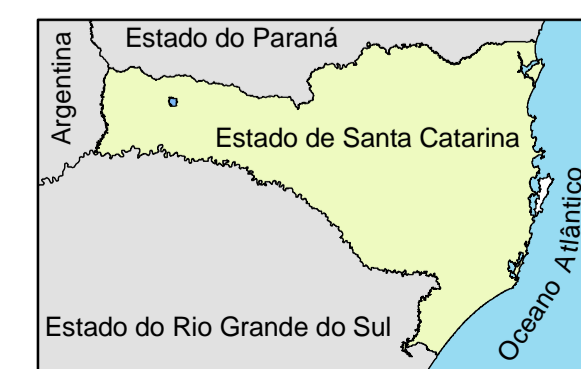 Estado do Paraná
Argentina
Estado de Santa Catarina
Oceano Atlântico
Estado do Rio Grande do Sul